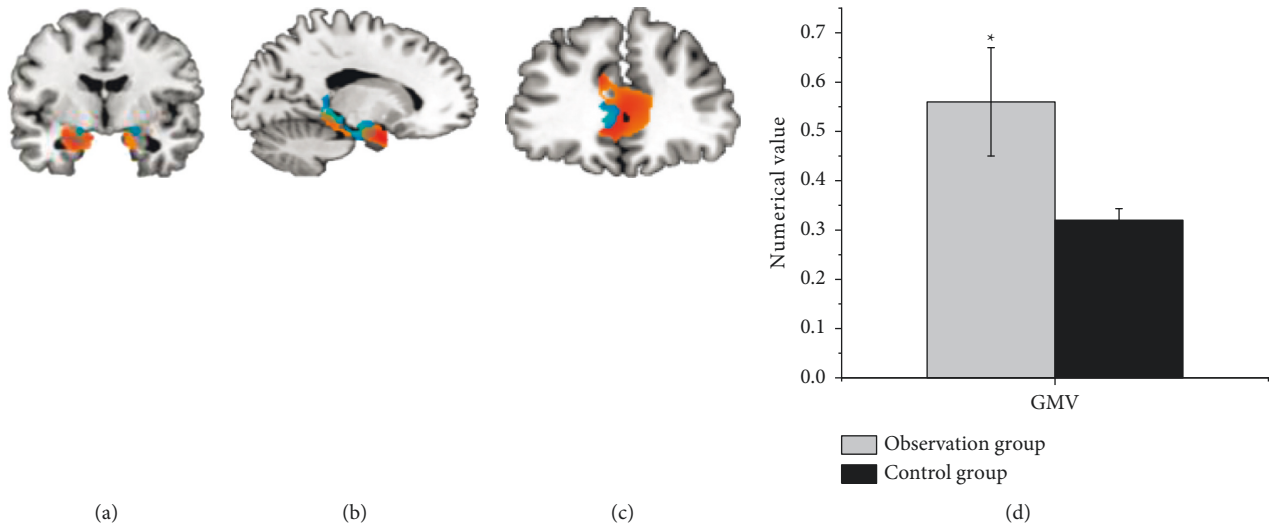 0.7
0.6
0.5
0.4
0.3
0.2
0.1
0.0
Numerical value
*
GMV
Observation group
Control group
(a) (b) (c) (d)